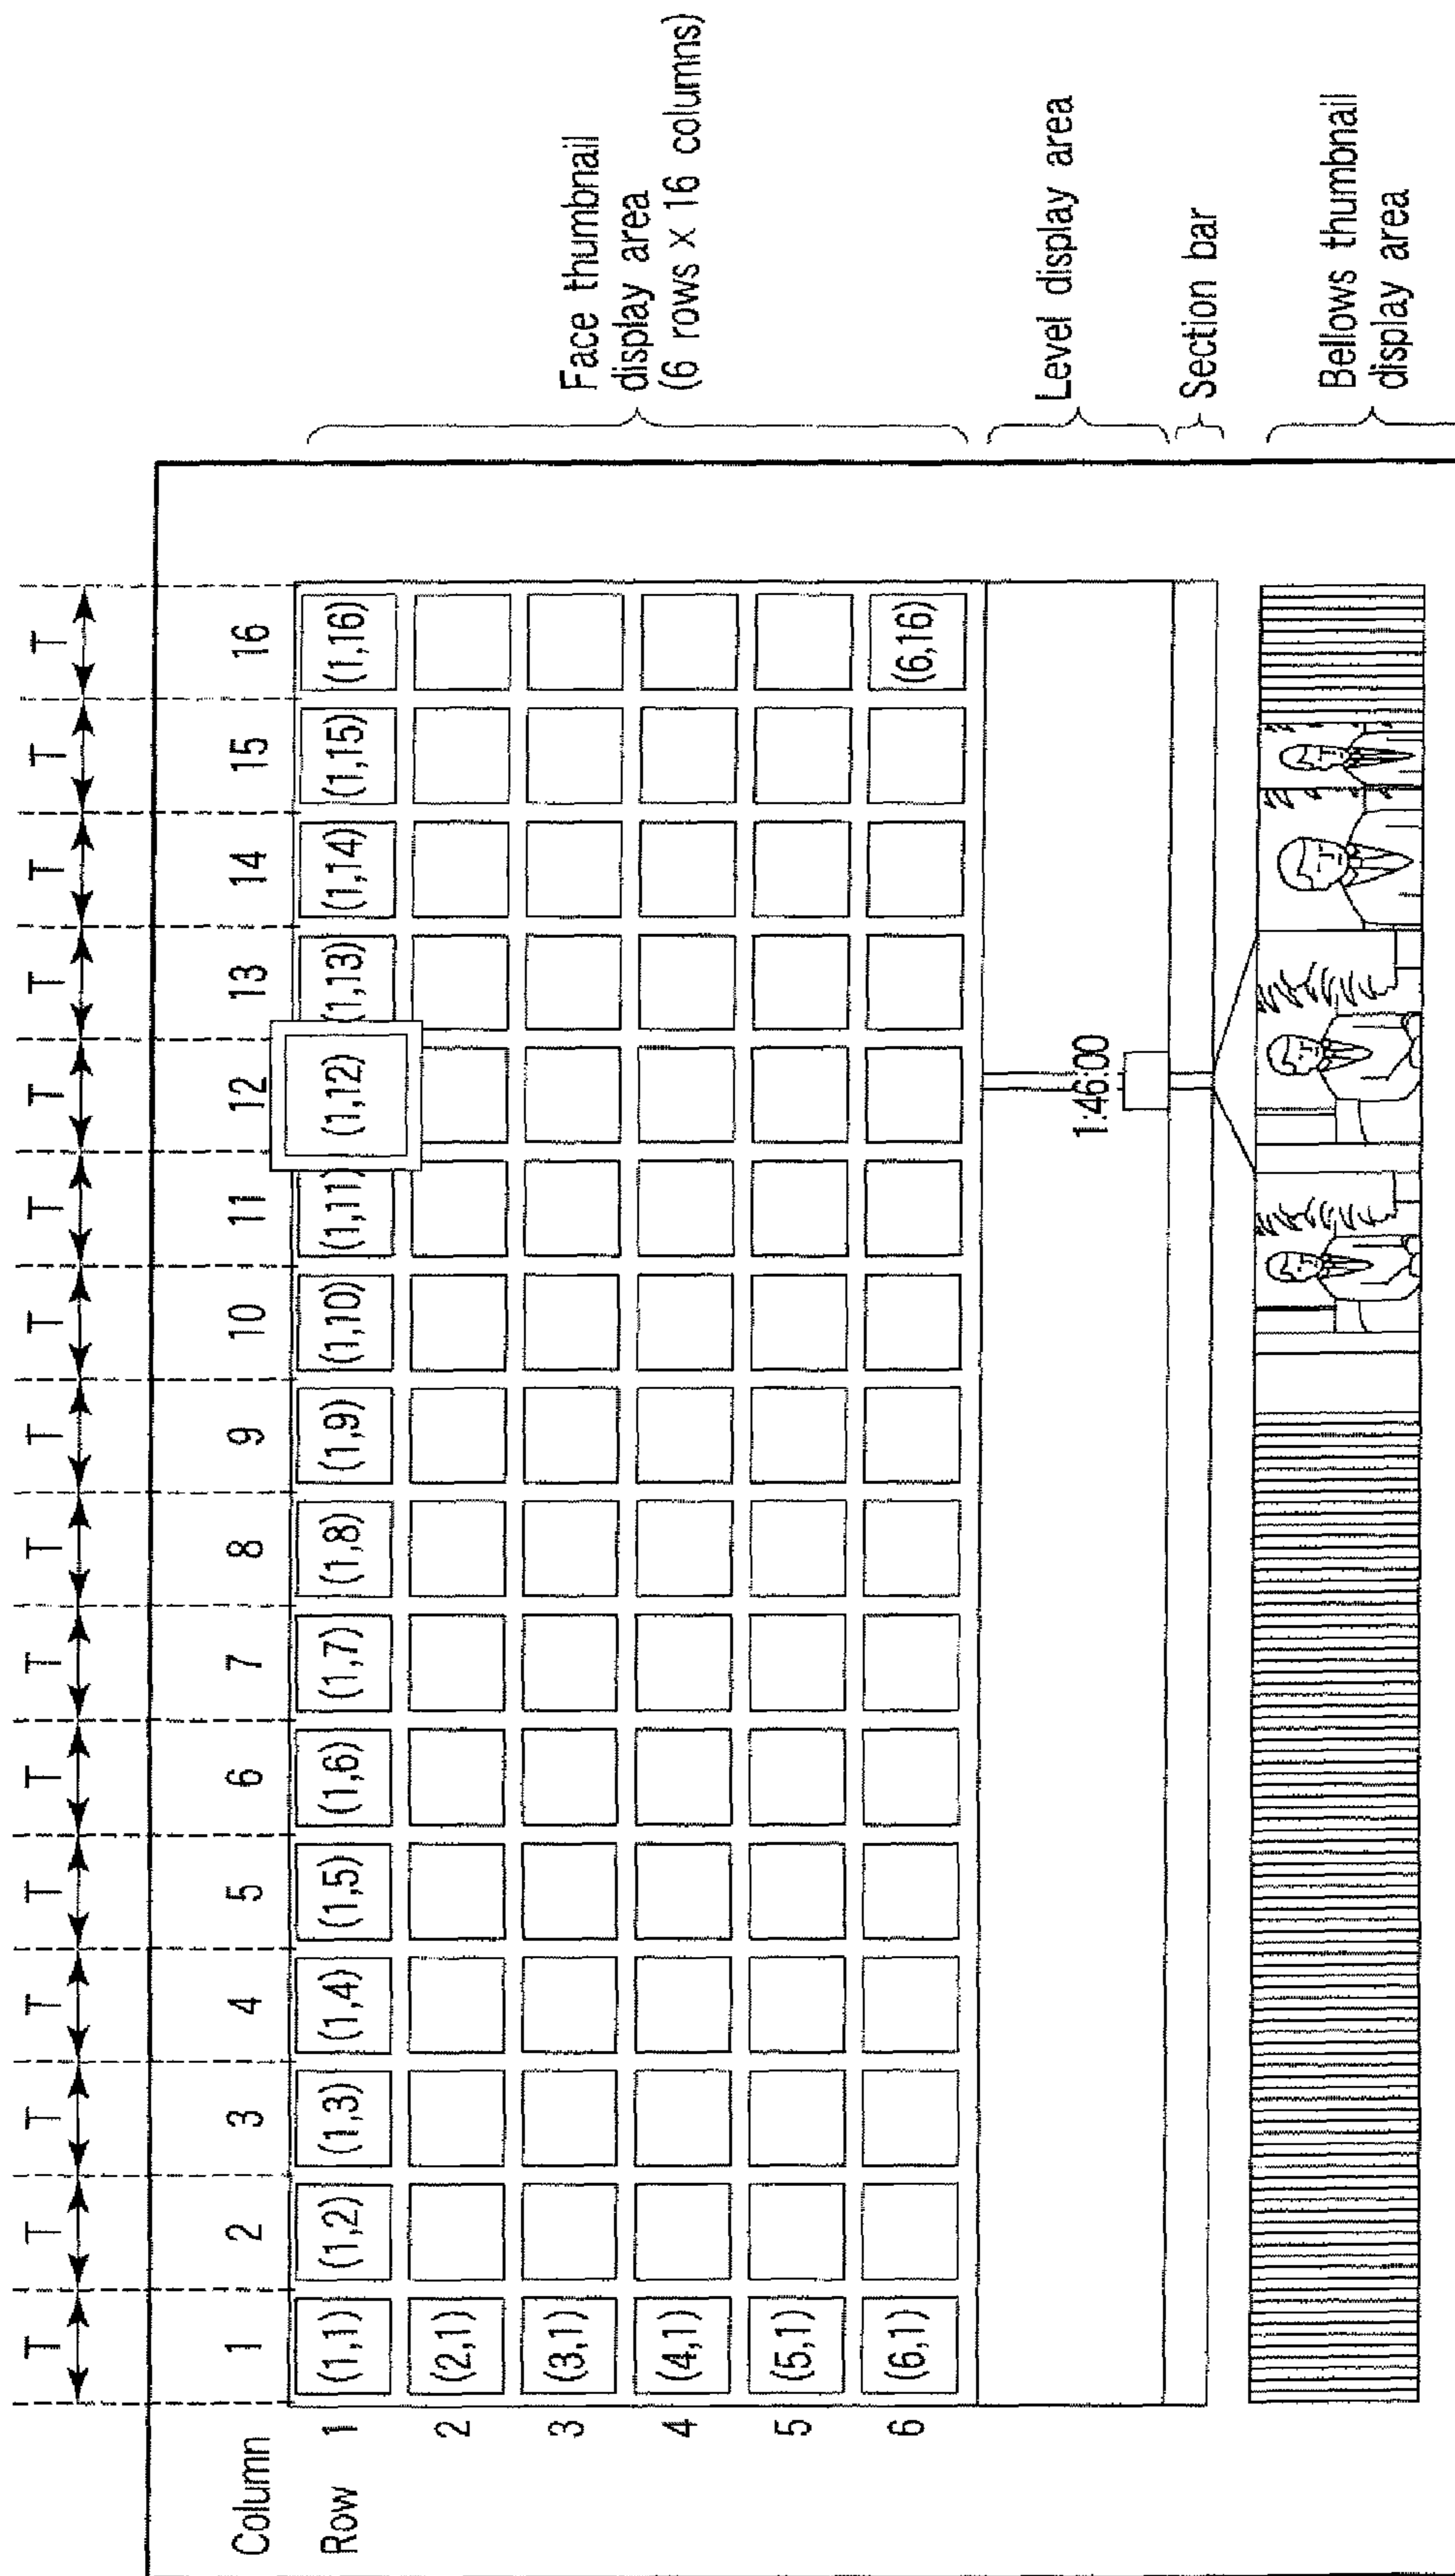 T T T T T T T T T T T T T T T T
Column 1 2 3 4 5 6 7 8 9 10 11 12 13 14 15 16
Row 1 (1,1) (1,2) (1,3) (1,4) (1,5) (1,6) (1,7) (1,8) (1,9) (1,10) (1,11) (1,12) (1,13) (1,14) (1,15) (1,16)
2 (2,1)
3 (3,1)
4 (4,1)
5 (5,1)
6 (6,1) (6,16)
Face thumbnail
display area
(6 rows × 16 columns)
1:46:00
Level display area
Section bar
Bellows thumbnail
display area